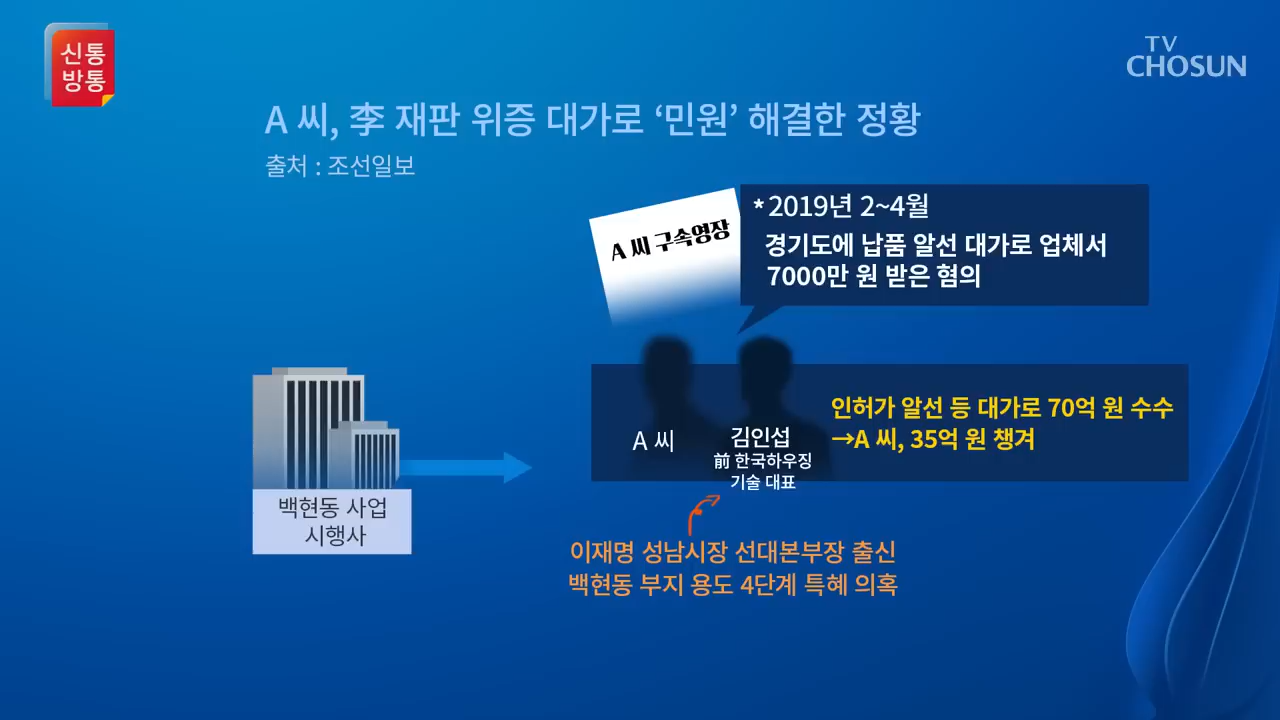 신통
방통
TV
CHOSUN
A 씨, 李 재판 위증 대가로 ‘민원’ 해결한 정황
출처 : 조선일보
A 씨 구속영장
*2019년 2~4월
경기도에 납품 알선 대가로 업체서
7000만 원 받은 혐의
인허가 알선 등 대가로 70억 원 수수
→A 씨, 35억 원 챙겨
A 씨
김인섭
前 한국하우징
기술 대표
백현동 사업
시행사
이재명 성남시장 선대본부장 출신
백현동 부지 용도 4단계 특혜 의혹